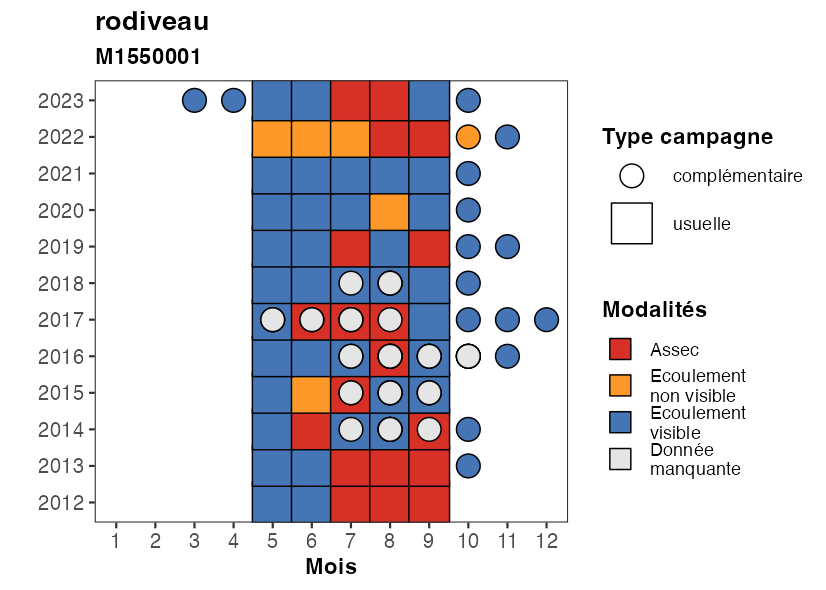 rodiveau
M1550001
2023
2022
2021
2020
2019
2018
2017
2016
2015
2014
2013
2012
1 2 3 4 5 6 7 8 9 10 11 12
Mois
Type campagne
complémentaire
usuelle
Modalités
Assec
Ecoulement
non visible
Ecoulement
visible
Donnée
manquante